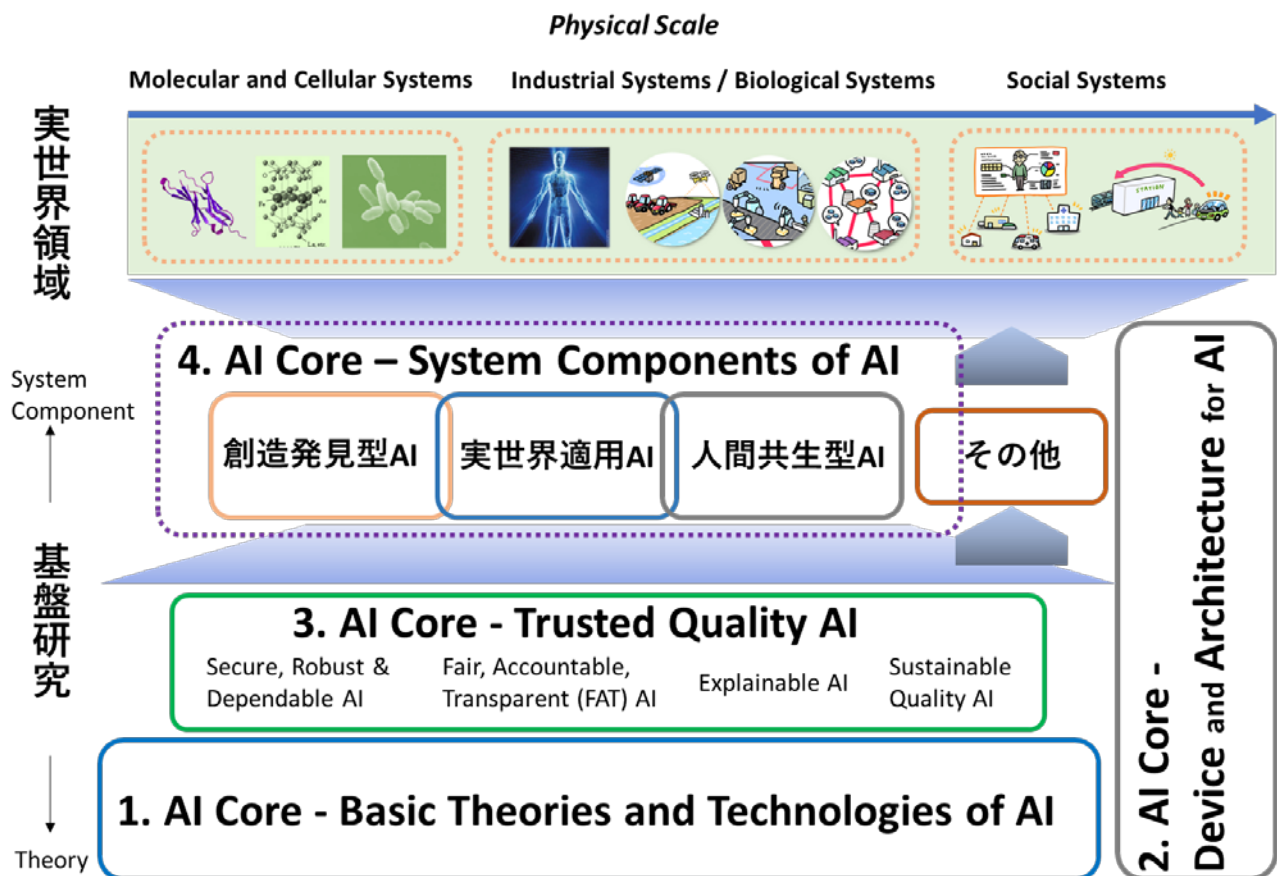 Physical Scale
Molecular and Cellular Systems
Industrial Systems / Biological Systems
Social Systems
実世界領域
STATION
4. AI Core – System Components of AI
System
Component
創造発見型AI
実世界適用AI
人間共生型AI
その他
基盤研究
3. AI Core - Trusted Quality AI
Secure, Robust &
Dependable AI
Fair, Accountable,
Transparent (FAT) AI
Explainable AI
Sustainable
Quality AI
1. AI Core - Basic Theories and Technologies of AI
Theory
2. AI Core -
Device and Architecture for AI